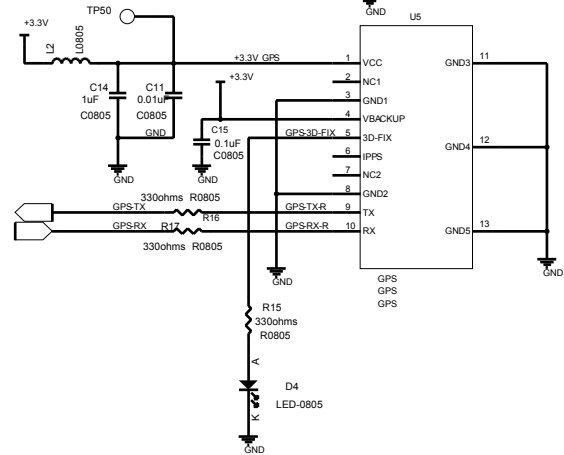 GND
TP50
U5
+3.3V
L2
L0805
+3.3V GPS
1
VCC
GND3
11
C14
1uF
C0805
C11
0.01uF
C0805
+3.3V
2
NC1
3
GND1
4
VBACKUP
GND
C15
0.1uF
C0805
GPS-3D-FIX
5
3D-FIX
GND4
12
6
IPPS
7
NC2
GND
GND
8
GND2
330ohms R0805
GPS-TX
R16
GPS-TX-R
9
TX
GPS-RX
R17
GPS-RX-R
10
RX
GND5
13
330ohms R0805
GND
GND
GPS
GPS
GPS
R15
330ohms
R0805
A
D4
LED-0805
K
GND